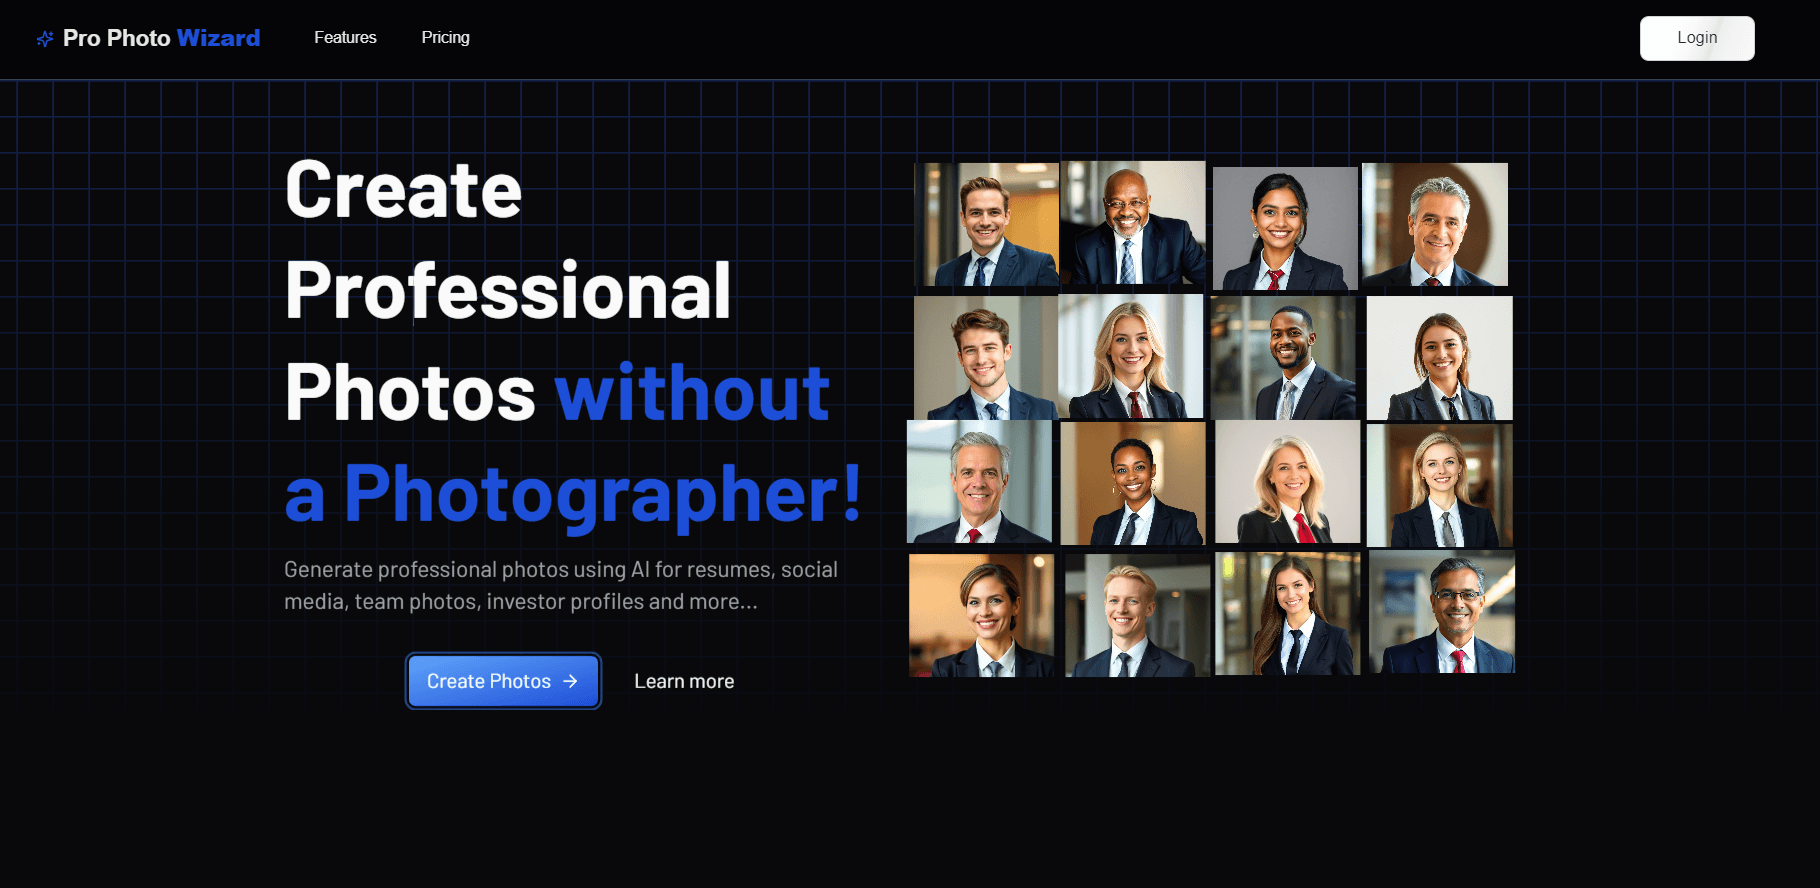 Pro Photo Wizard
Features
Pricing
Login
Create
Professional
Photos without
a Photographer!
Generate professional photos using AI for resumes, social
media, team photos, investor profiles and more...
Create Photos
Learn more